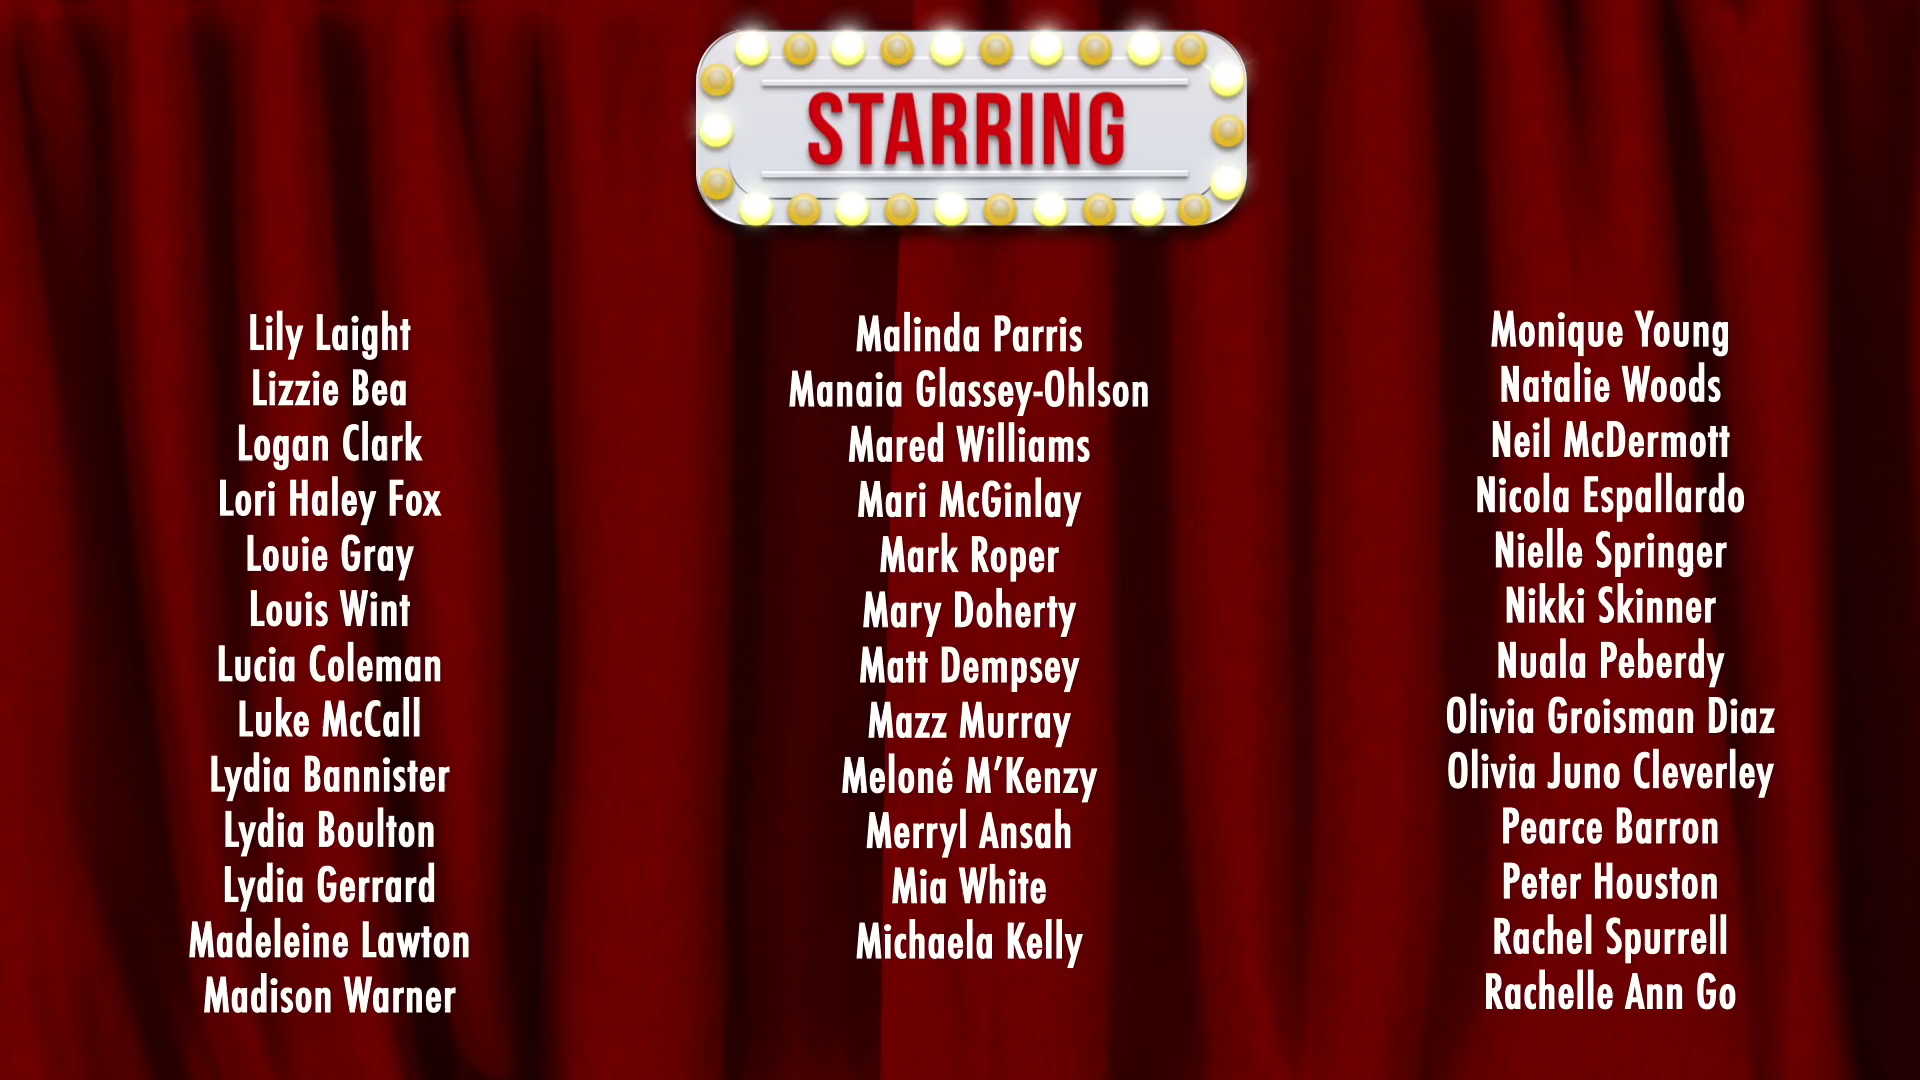 STARRING
Lily Laight
Lizzie Bea
Logan Clark
Lori Haley Fox
Louie Gray
Louis Wint
Lucia Coleman
Luke McCall
Lydia Bannister
Lydia Boulton
Lydia Gerrard
Madeleine Lawton
Madison Warner
Malinda Parris
Manaia Glassey-Ohlson
Mared Williams
Mari McGinlay
Mark Roper
Mary Doherty
Matt Dempsey
Mazz Murray
Meloné M’Kenzy
Merryl Ansah
Mia White
Michaela Kelly
Monique Young
Natalie Woods
Neil McDermott
Nicola Espallardo
Nielle Springer
Nikki Skinner
Nuala Peberdy
Olivia Groisman Diaz
Olivia Juno Cleverley
Pearce Barron
Peter Houston
Rachel Spurrell
Rachelle Ann Go